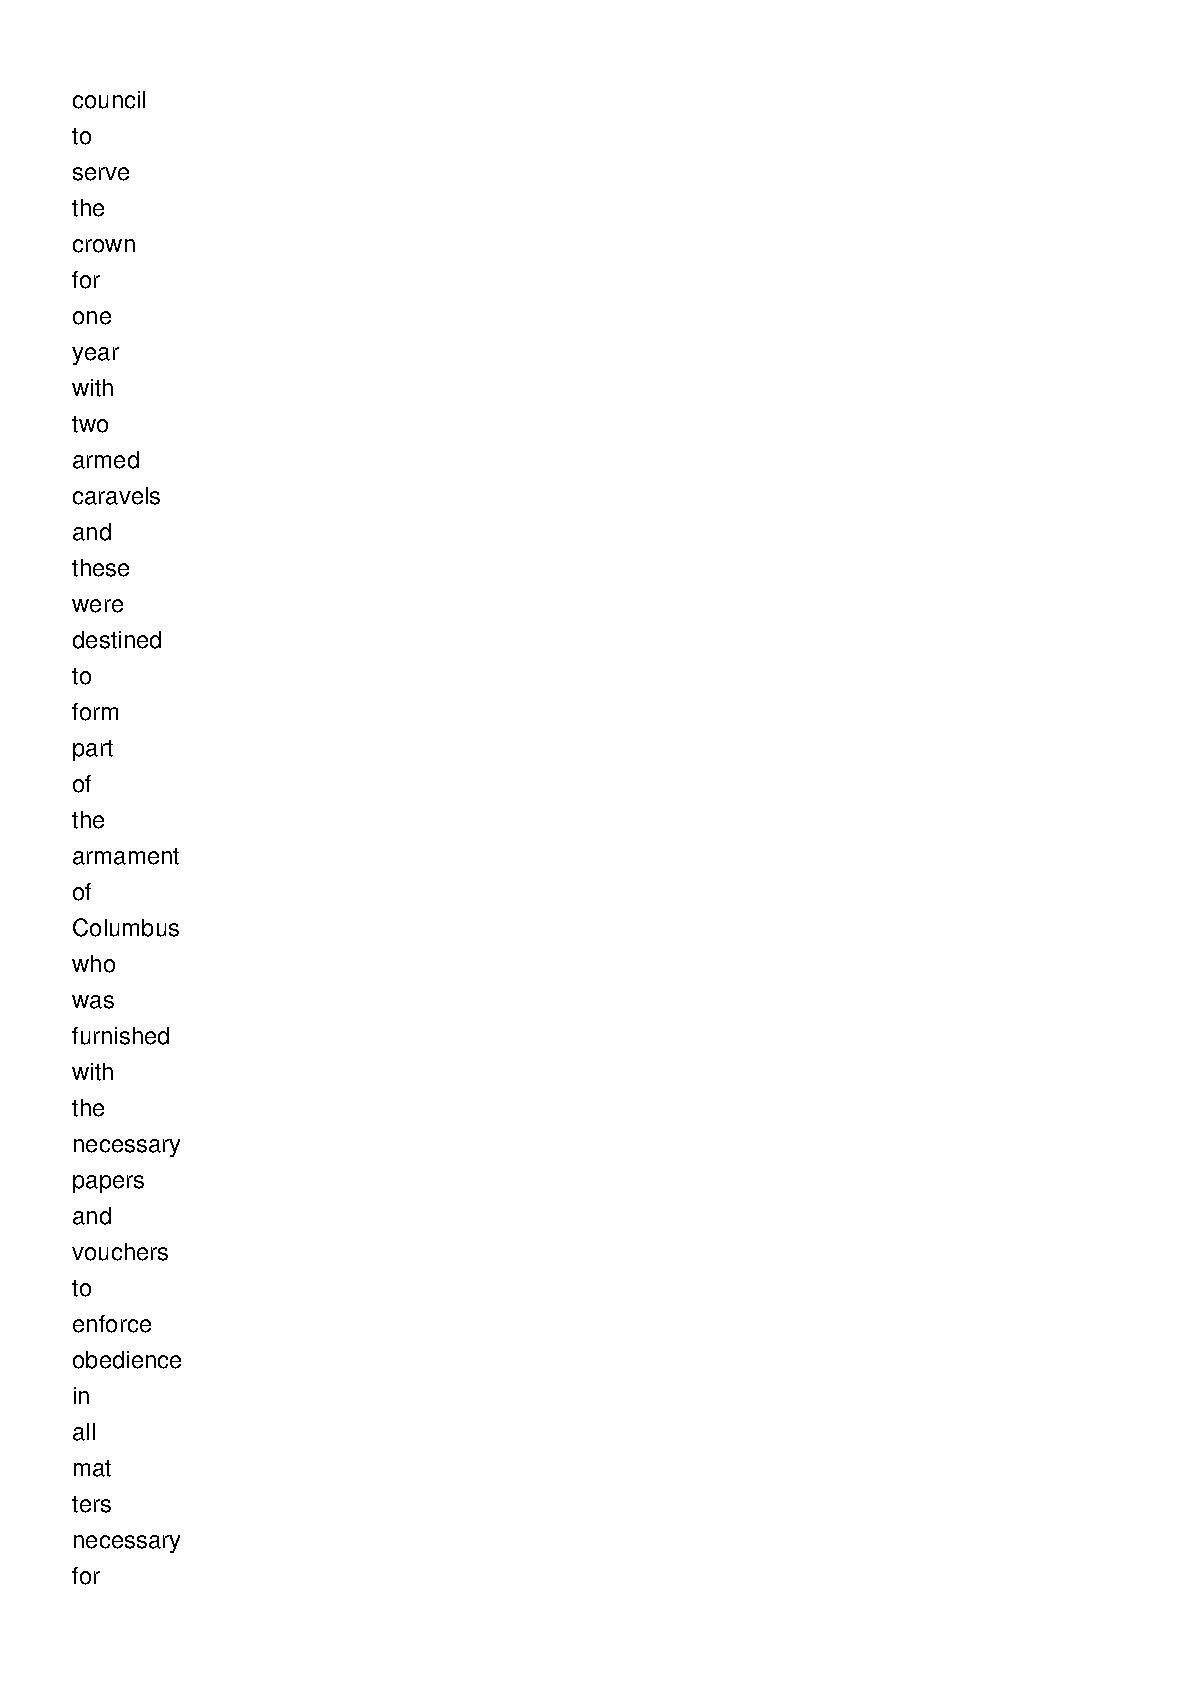 council
to
serve
the
crown
for
one
year
with
two
armed
caravels
and
these
were
destined
to
form
part
of
the
armament
of
Columbus
who
was
furnished
with
the
necessary
papers
and
vouchers
to
enforce
obedience
in
all
mat
ters
necessary
for